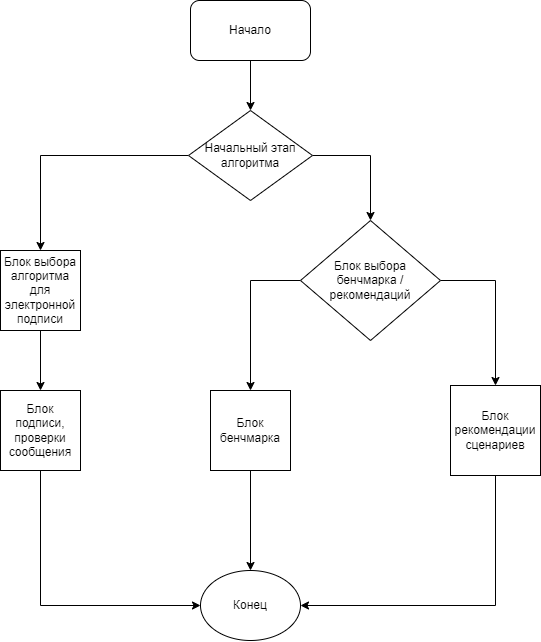 Начало
Начальный этап
алгоритма
Блок выбора
алгоритма
для
электронной
подписи
Блок выбора
бенчмарка /
рекомендаций
Блок
подписи,
проверки
сообщения
Блок
бенчмарка
Блок
рекомендации
сценариев
Конец